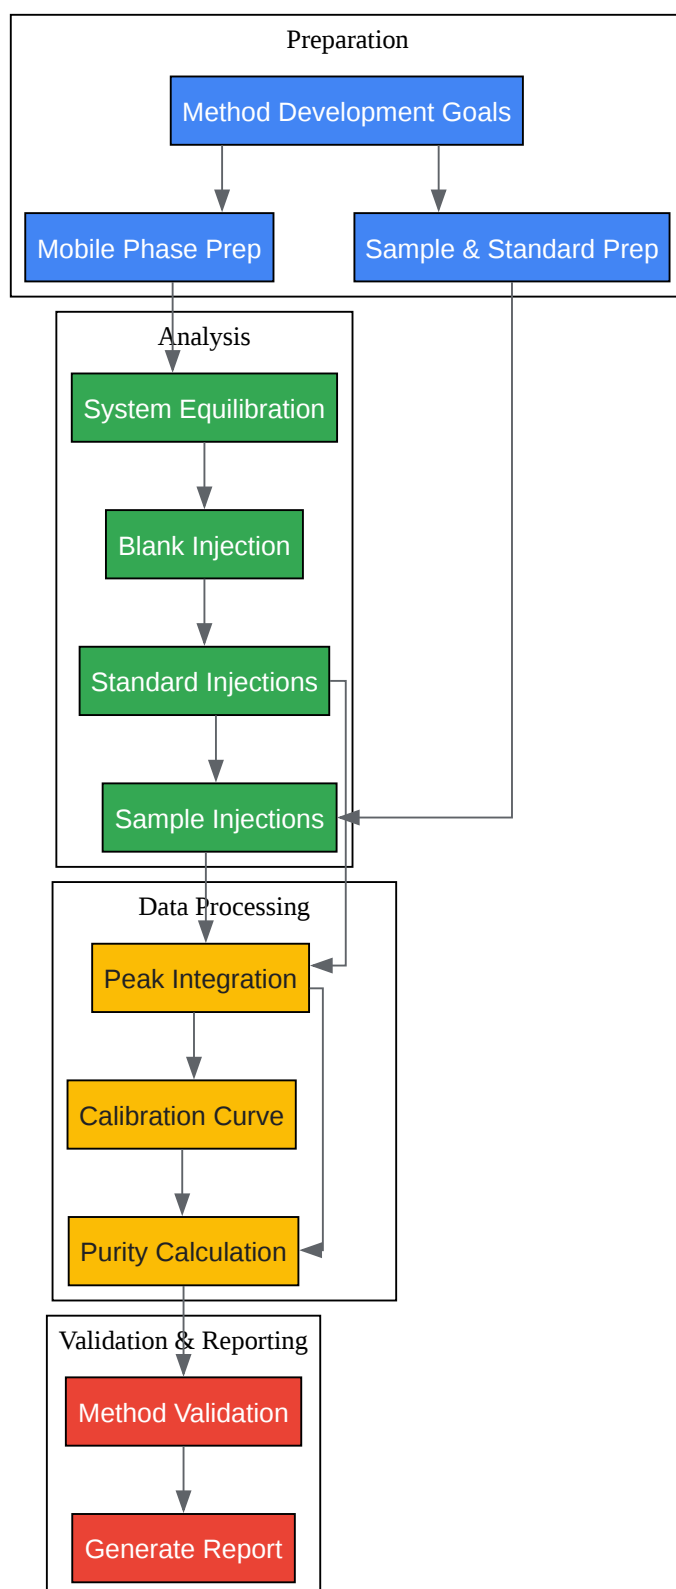 Preparation
Method Development Goals
Mobile Phase Prep
Sample & Standard Prep
Analysis
System Equilibration
Blank Injection
Standard Injections
Sample Injections
Data Processing
Peak Integration
Calibration Curve
Purity Calculation
Validation & Reporting
Method Validation
Generate Report